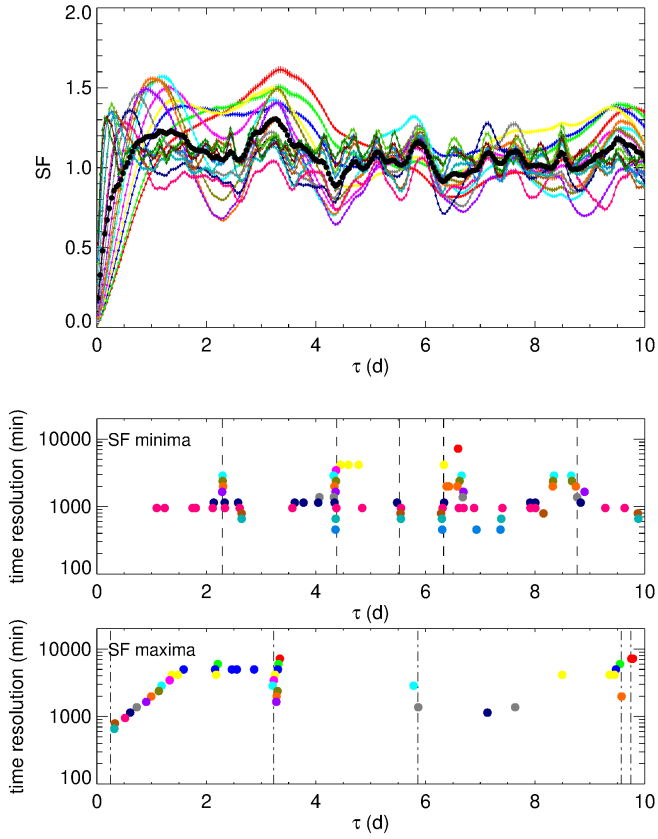 2.0
1.5
1.0
0.5
0.0
SF
0 2 4 6 8 10
τ (d)
10000
1000
100
time resolution (min)
SF minima
0 2 4 6 8 10
τ (d)
10000
1000
100
time resolution (min)
SF maxima
0 2 4 6 8 10
τ (d)